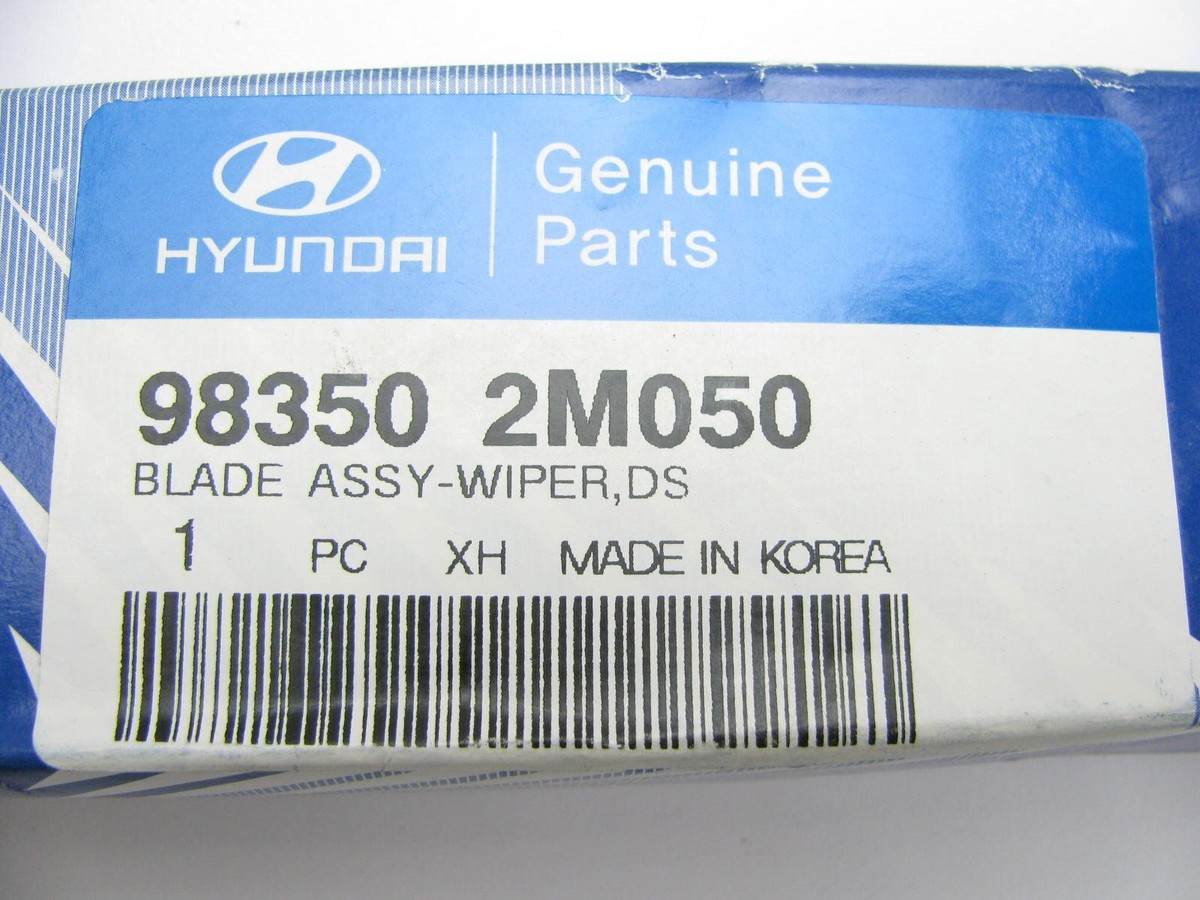 HYUNDAI
Genuine
Parts
98350 2M050
BLADE ASSY-WIPER,DS
1 PC XH MADE IN KOREA